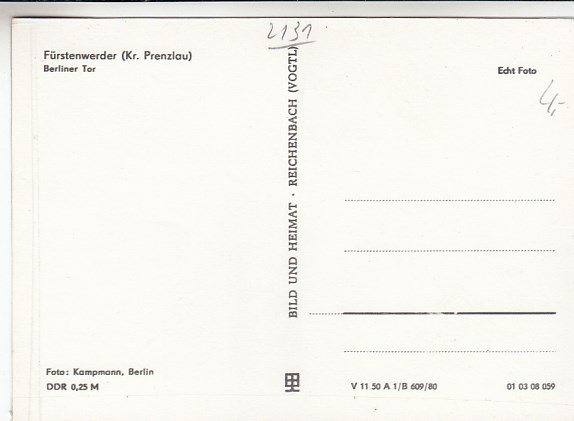 2131
Fürstenwerder (Kr. Prenzlau)
Berliner Tor
Echt Foto
4,-
BILD UND HEIMAT · REICHENBACH (VOGTL)
Foto: Kampmann, Berlin
DDR 0,25 M
V 11 50 A 1/B 609/80
01 03 08 059